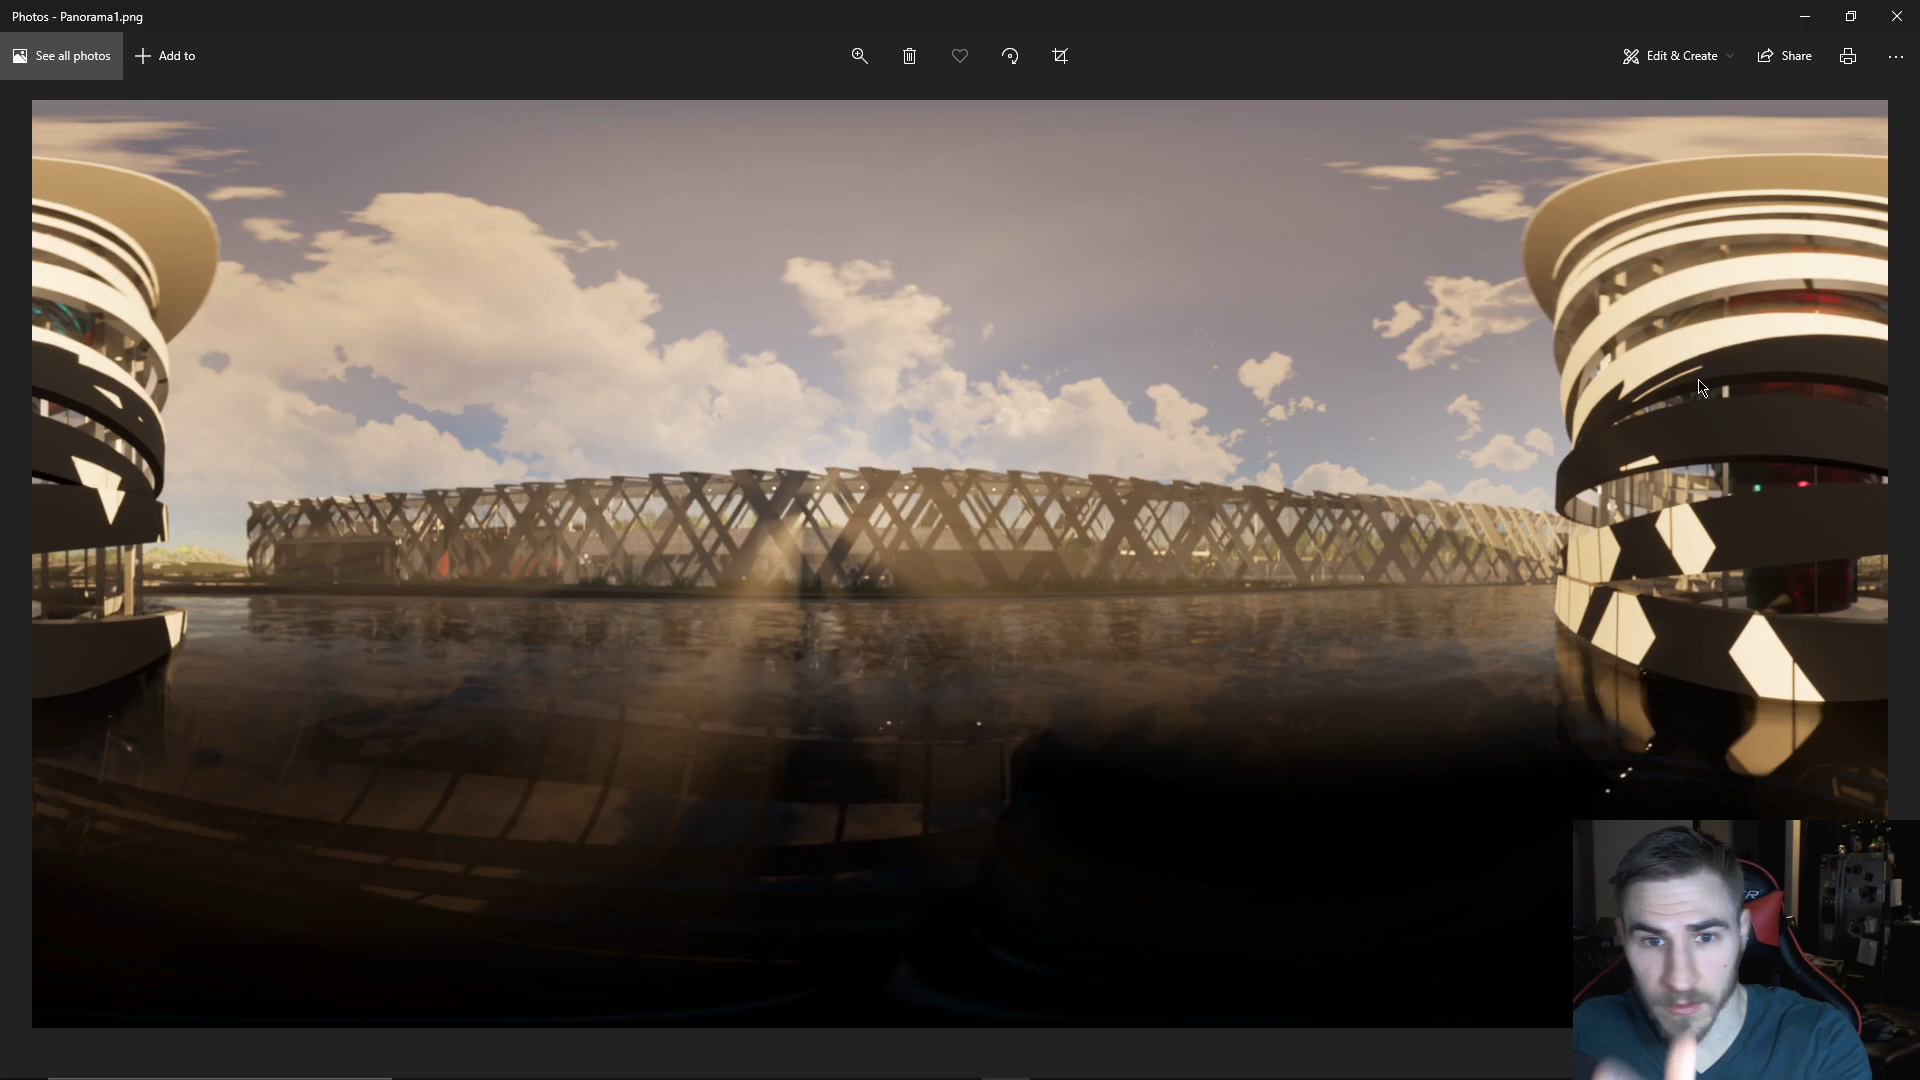 Photos - Panorama1.png
See all photos
Add to
Edit & Create
Share